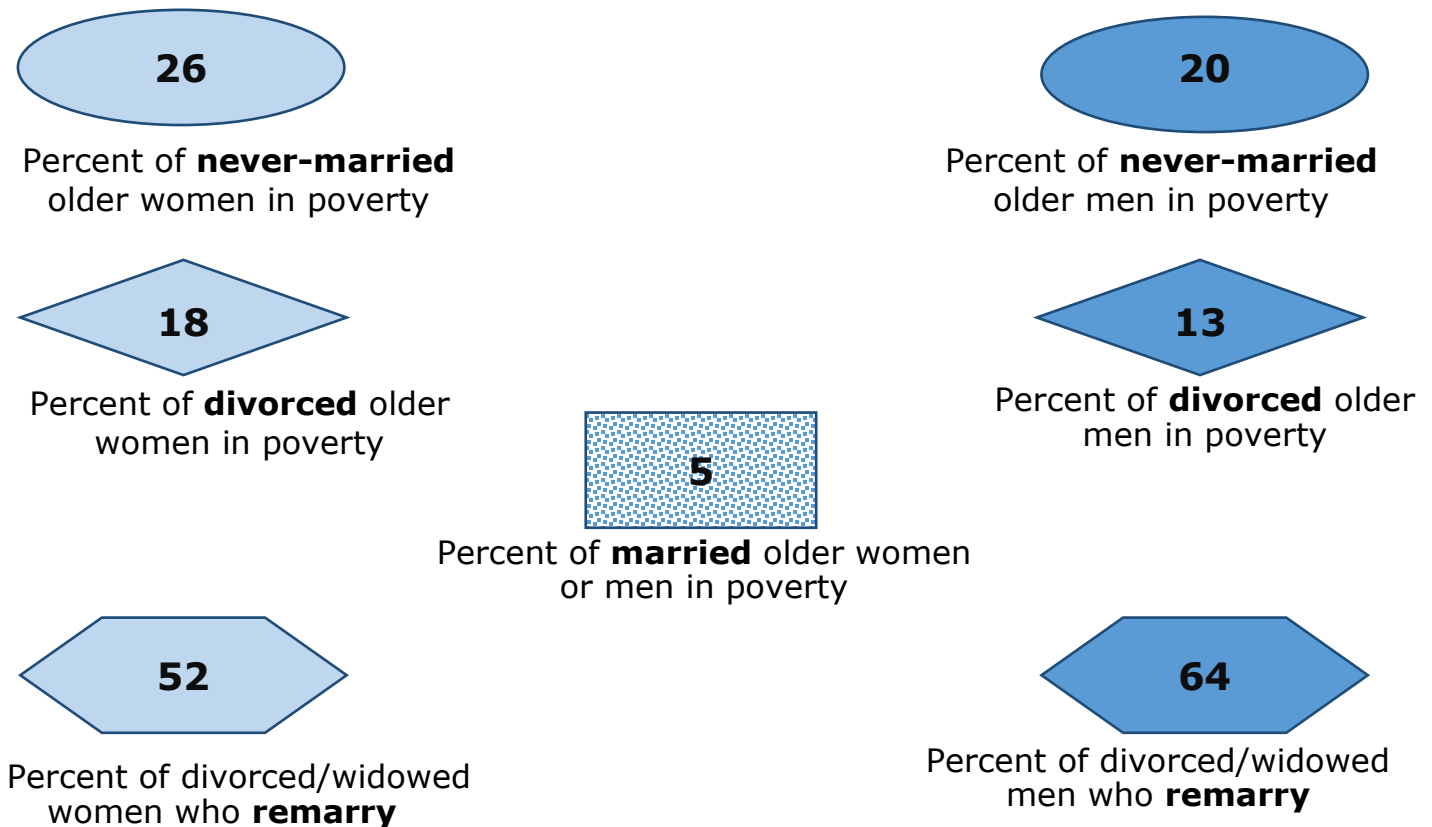 26
Percent of never-married
older women in poverty
20
Percent of never-married
older men in poverty
18
Percent of divorced older
women in poverty
13
Percent of divorced older
men in poverty
5
Percent of married older women
or men in poverty
52
Percent of divorced/widowed
women who remarry
64
Percent of divorced/widowed
men who remarry